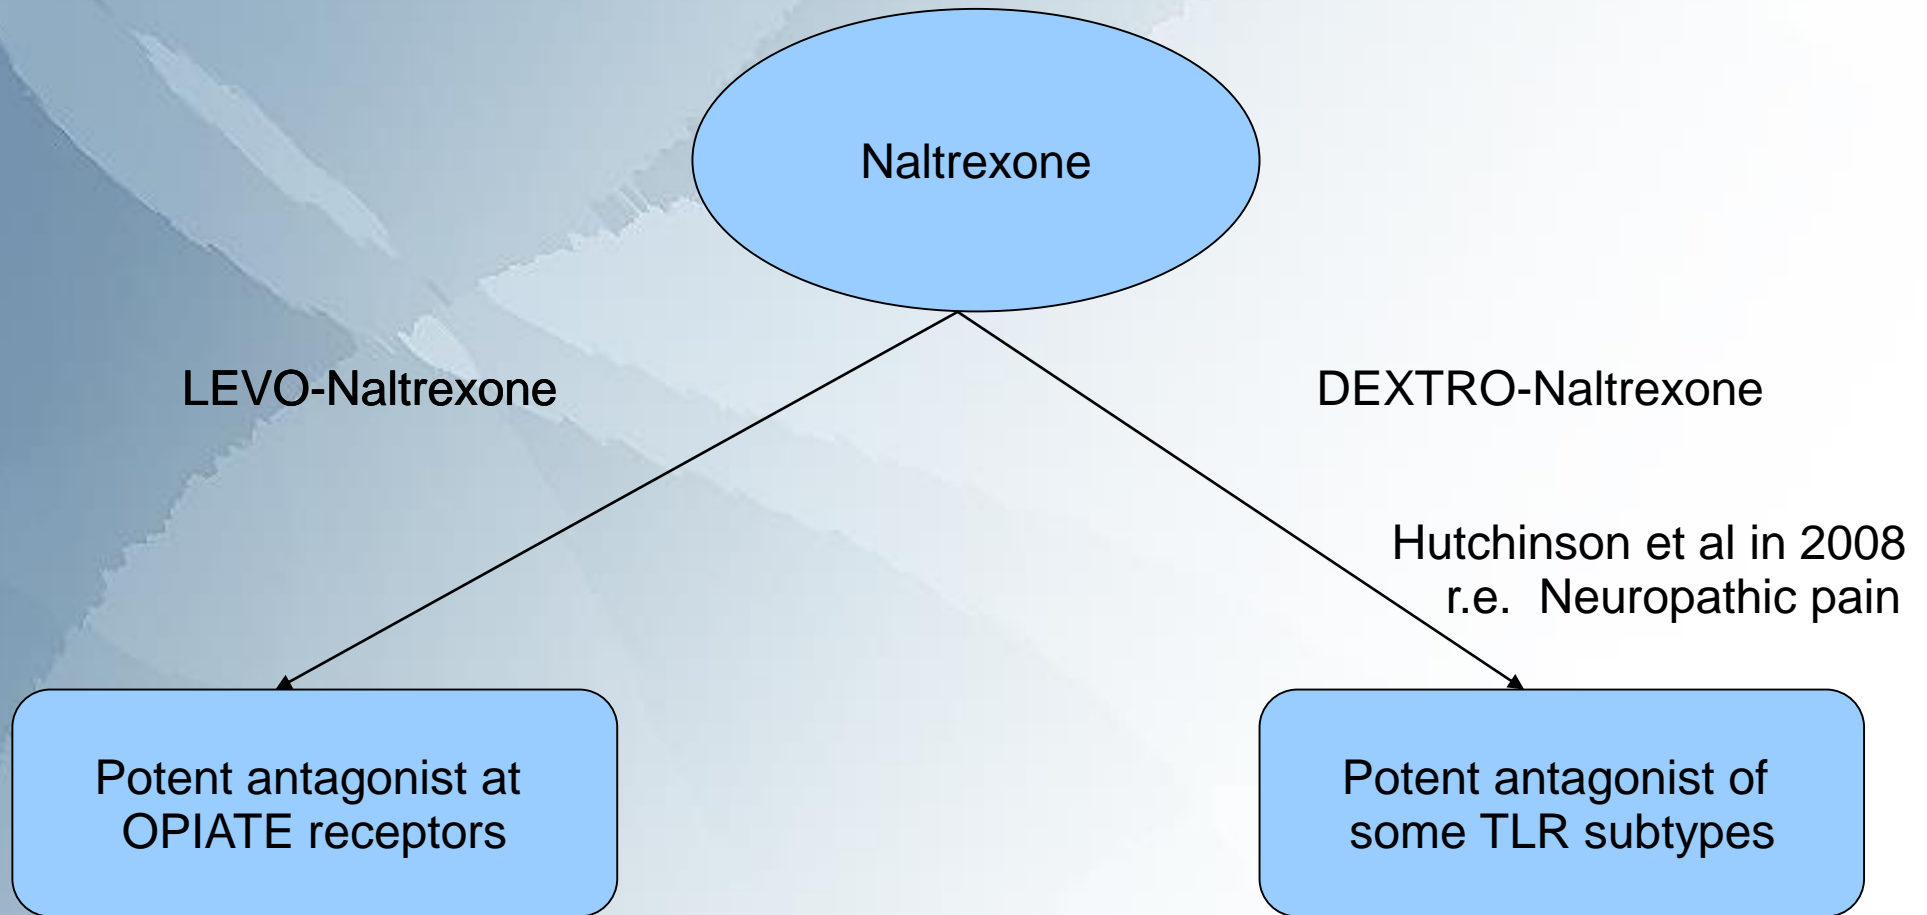 Naltrexone
LEVO-Naltrexone
DEXTRO-Naltrexone
Hutchinson et al in 2008
r.e. Neuropathic pain
Potent antagonist at
OPIATE receptors
Potent antagonist of
some TLR subtypes